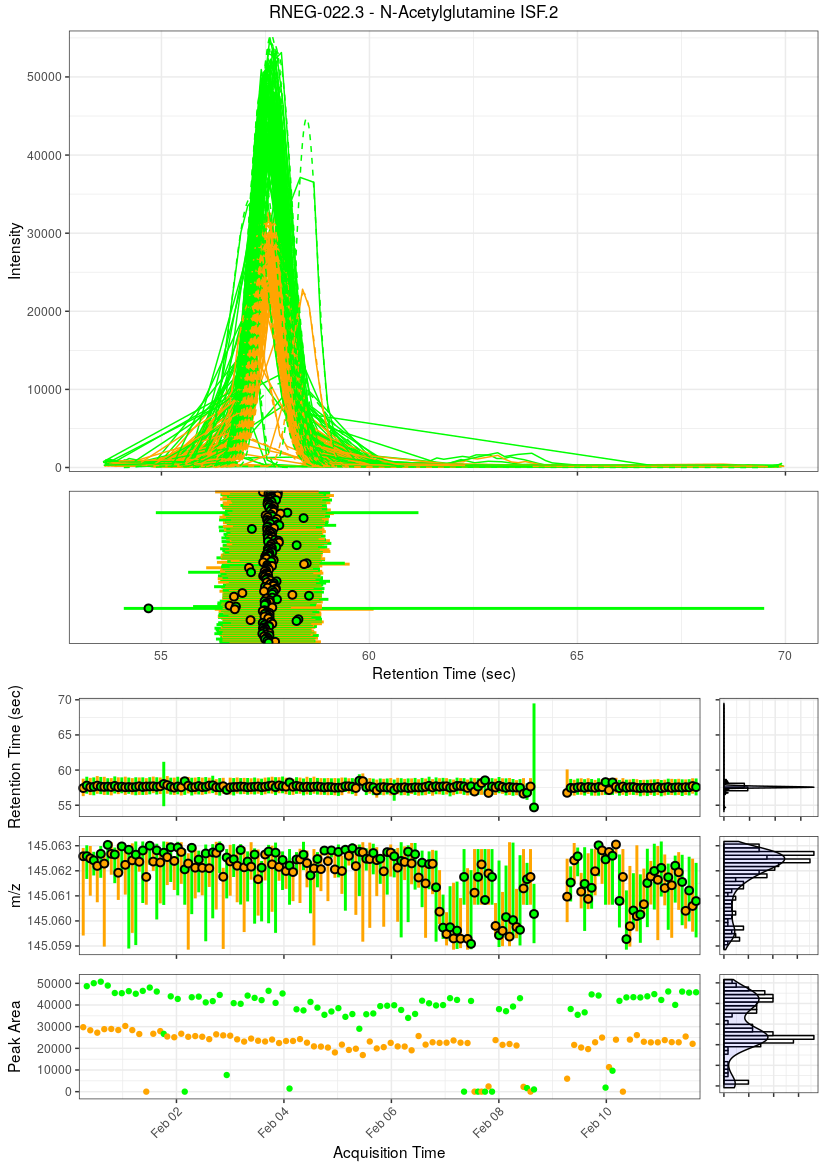 RNEG-022.3 - N-Acetylglutamine ISF.2
Intensity
50000
40000
30000
20000
10000
0
55
60
65
70
Retention Time (sec)
Retention Time (sec)
70
65
60
55
m/z
145.063
145.062
145.061
145.060
145.059
Peak Area
50000
40000
30000
20000
10000
0
Feb 02
Feb 04
Feb 06
Feb 08
Feb 10
Acquisition Time